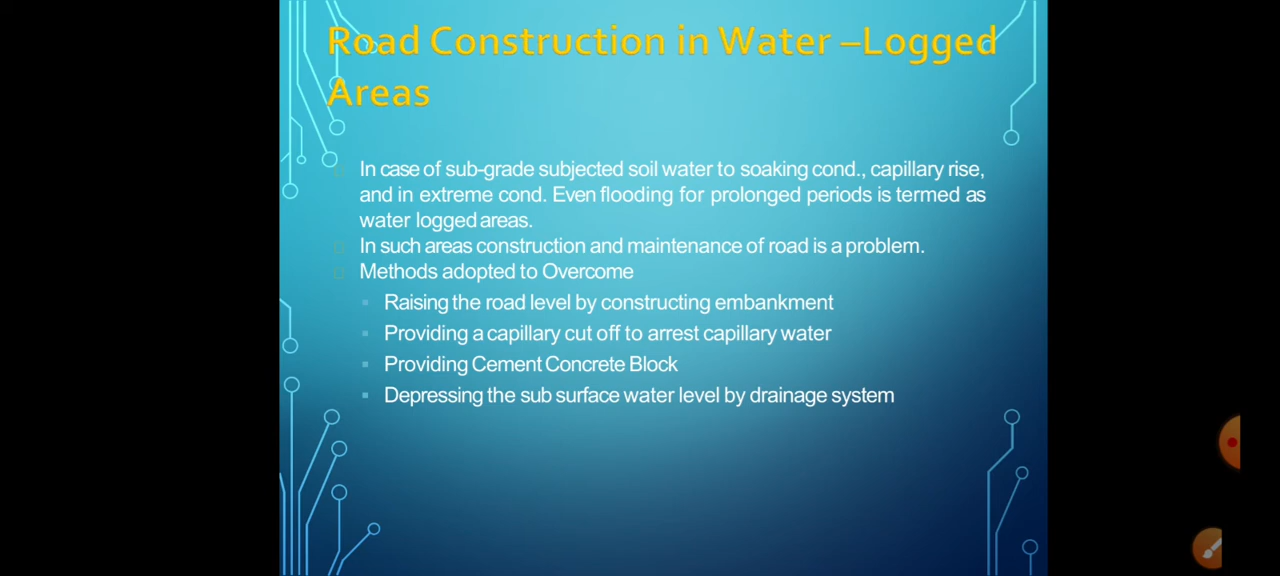 Road Construction in Water –Logged
Areas
In case of sub-grade subjected soil water to soaking cond., capillary rise,
and in extreme cond. Even flooding for prolonged periods is termed as
water logged areas.
In such areas construction and maintenance of road is a problem.
Methods adopted to Overcome
Raising the road level by constructing embankment
Providing a capillary cut off to arrest capillary water
Providing Cement Concrete Block
Depressing the sub surface water level by drainage system